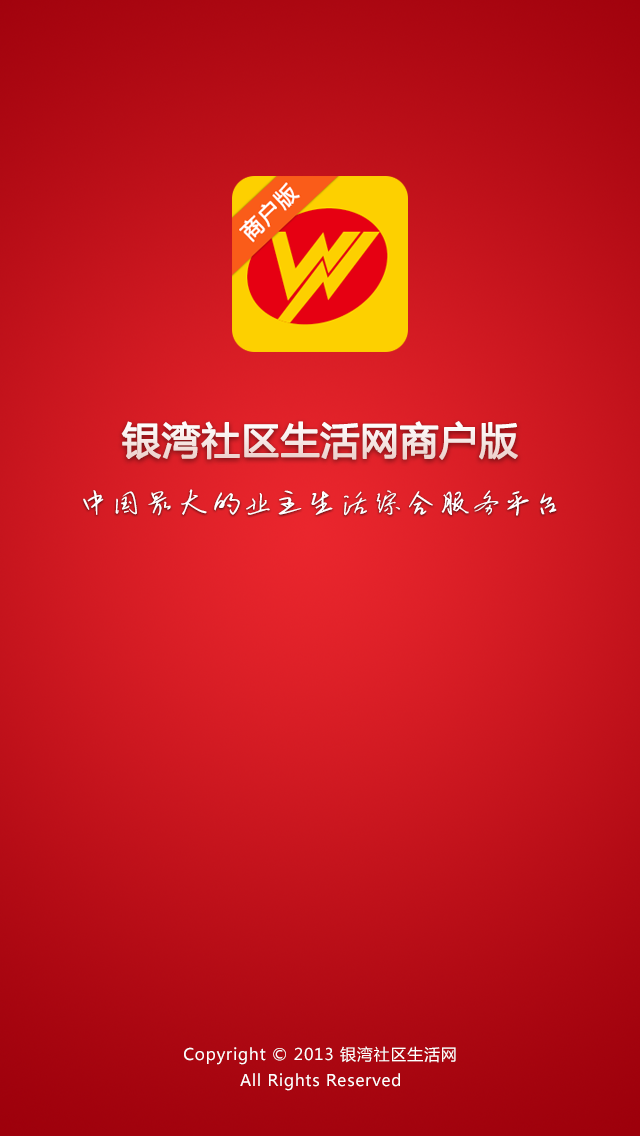 商户版
银湾社区生活网商户版
中国最大的业主生活综合服务平台
Copyright © 2013 银湾社区生活网
All Rights Reserved